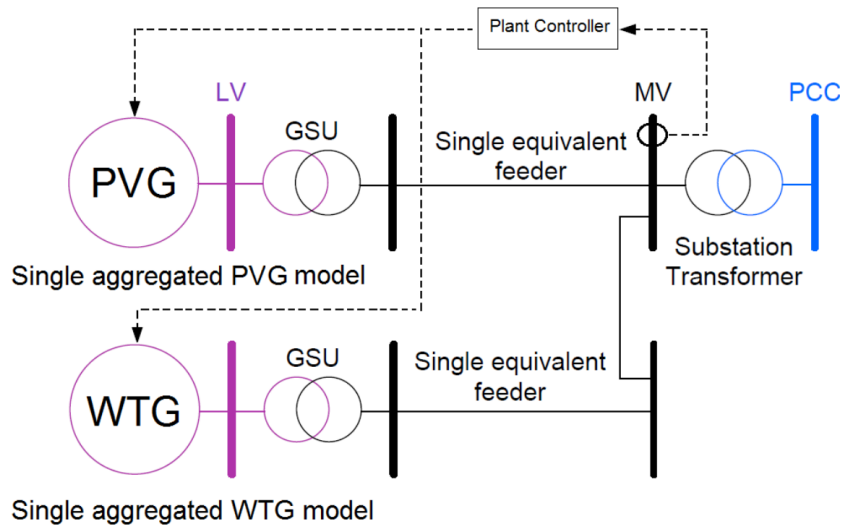 Plant Controller
LV
MV
PCC
GSU
Single equivalent
feeder
PVG
Substation
Transformer
Single aggregated PVG model
GSU
Single equivalent
feeder
WTG
Single aggregated WTG model